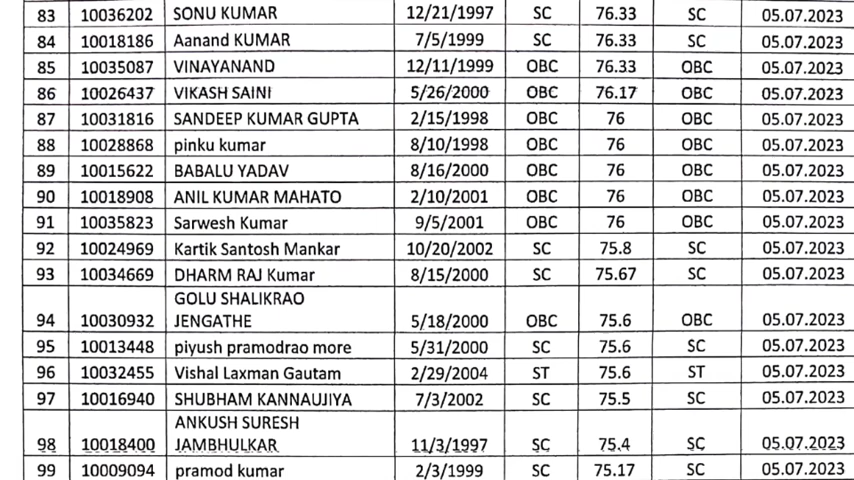 83 10036202 SONU KUMAR 12/21/1997 SC 76.33 SC 05.07.2023
84 10018186 Aanand KUMAR 7/5/1999 SC 76.33 SC 05.07.2023
85 10035087 VINAYANAND 12/11/1999 OBC 76.33 OBC 05.07.2023
86 10026437 VIKASH SAINI 5/26/2000 OBC 76.17 OBC 05.07.2023
87 10031816 SANDEEP KUMAR GUPTA 2/15/1998 OBC 76 OBC 05.07.2023
88 10028868 pinku kumar 8/10/1998 OBC 76 OBC 05.07.2023
89 10015622 BABALU YADAV 8/16/2000 OBC 76 OBC 05.07.2023
90 10018908 ANIL KUMAR MAHATO 2/10/2001 OBC 76 OBC 05.07.2023
91 10035823 Sarwesh Kumar 9/5/2001 OBC 76 OBC 05.07.2023
92 10024969 Kartik Santosh Mankar 10/20/2002 SC 75.8 SC 05.07.2023
93 10034669 DHARM RAJ Kumar 8/15/2000 SC 75.67 SC 05.07.2023
GOLU SHALIKRAO
94 10030932 JENGATHE 5/18/2000 OBC 75.6 OBC 05.07.2023
95 10013448 piyush pramodrao more 5/31/2000 SC 75.6 SC 05.07.2023
96 10032455 Vishal Laxman Gautam 2/29/2004 ST 75.6 ST 05.07.2023
97 10016940 SHUBHAM KANNAUJIYA 7/3/2002 SC 75.5 SC 05.07.2023
ANKUSH SURESH
98 10018400 JAMBHULKAR 11/3/1997 SC 75.4 SC 05.07.2023
99 10009094 pramod kumar 2/3/1999 SC 75.17 SC 05.07.2023